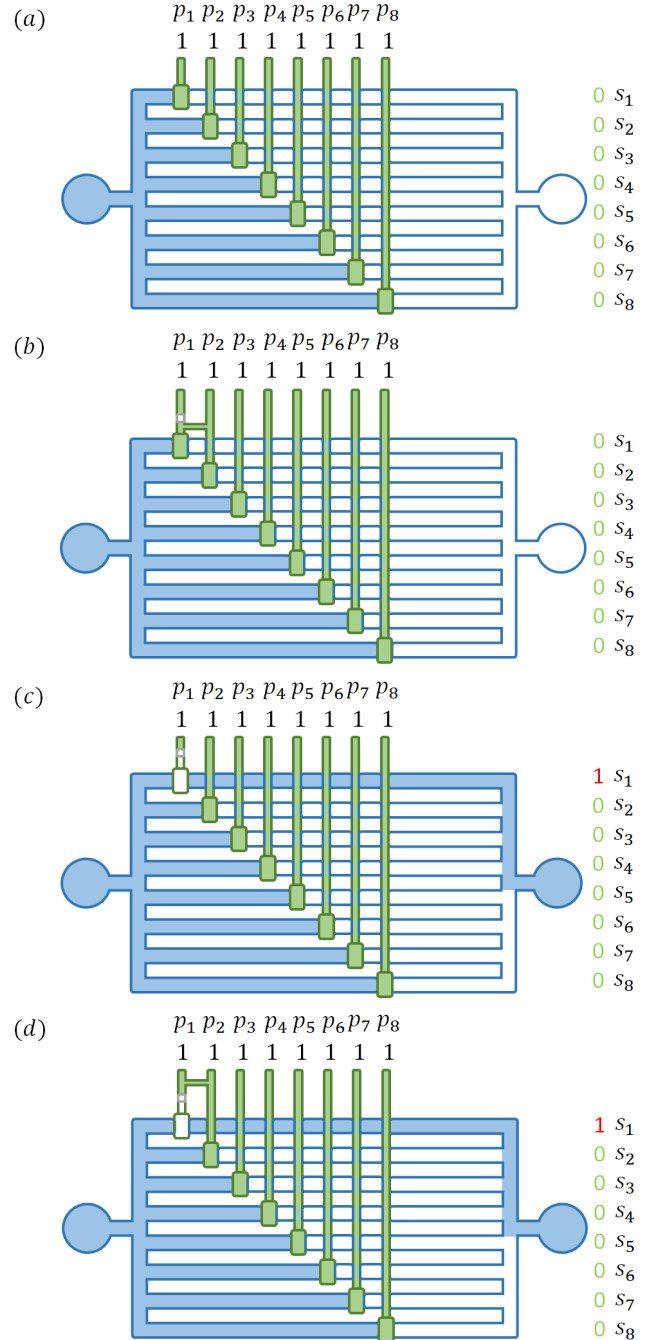 (a)
p₁ p₂ p₃ p₄ p₅ p₆ p₇ p₈
1 1 1 1 1 1 1 1
0 s₁
0 s₂
0 s₃
0 s₄
0 s₅
0 s₆
0 s₇
0 s₈
(b)
p₁ p₂ p₃ p₄ p₅ p₆ p₇ p₈
1 1 1 1 1 1 1 1
0 s₁
0 s₂
0 s₃
0 s₄
0 s₅
0 s₆
0 s₇
0 s₈
(c)
p₁ p₂ p₃ p₄ p₅ p₆ p₇ p₈
1 1 1 1 1 1 1 1
1 s₁
0 s₂
0 s₃
0 s₄
0 s₅
0 s₆
0 s₇
0 s₈
(d)
p₁ p₂ p₃ p₄ p₅ p₆ p₇ p₈
1 1 1 1 1 1 1 1
1 s₁
0 s₂
0 s₃
0 s₄
0 s₅
0 s₆
0 s₇
0 s₈